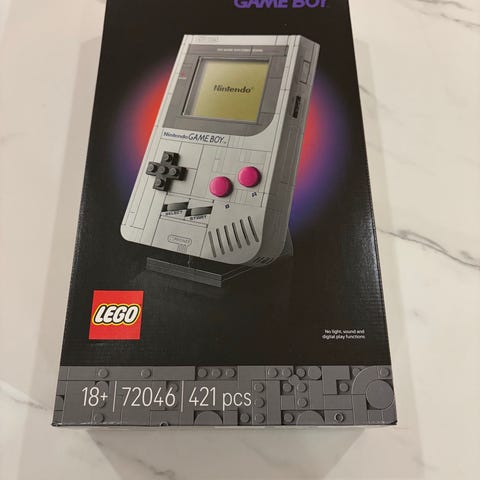 GAME BOY
Nintendo®
Nintendo GAME BOY™
B A
SELECT START
LEGO
No light, sound and
digital play functions
18+ 72046 421 pcs